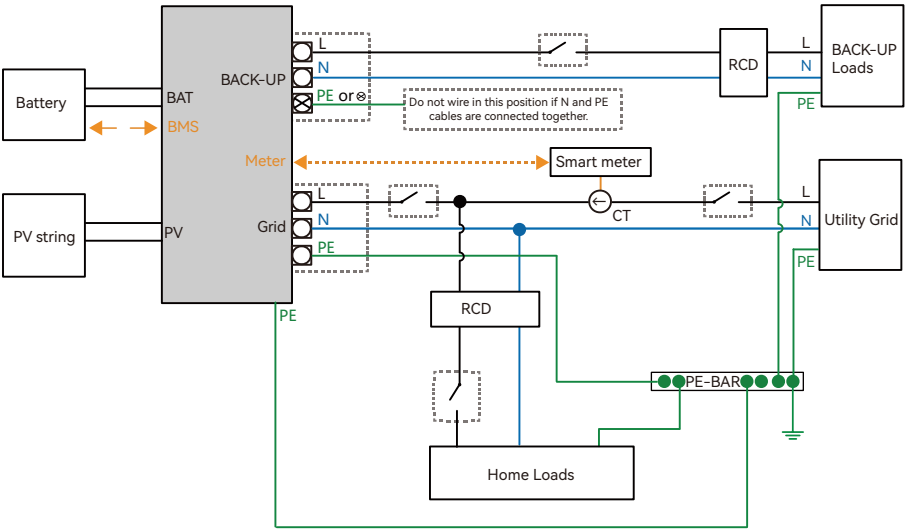 L
BACK-UP
N
PE or⊗
Do not wire in this position if N and PE
cables are connected together.
RCD
L
N
PE
BACK-UP
Loads
Battery
BAT
BMS
Meter
Smart meter
CT
PV string
PV
Grid
L
N
PE
L
N
PE
Utility Grid
PE
RCD
PE-BAR
Home Loads